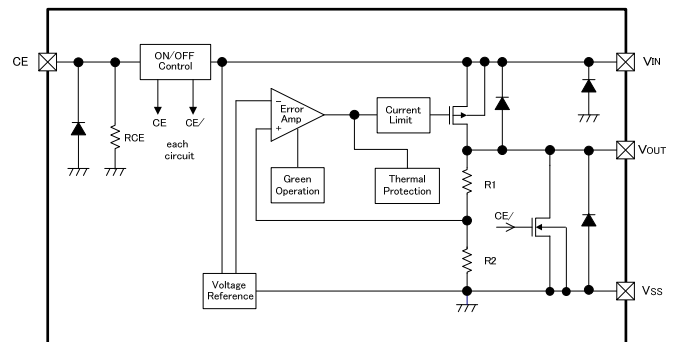 CE
ON/OFF
Control
VIN
CE
CE/
RCE
each
circuit
−
Error
Amp
+
Current
Limit
Green
Operation
Thermal
Protection
VOUT
R1
CE/
R2
Voltage
Reference
VSS